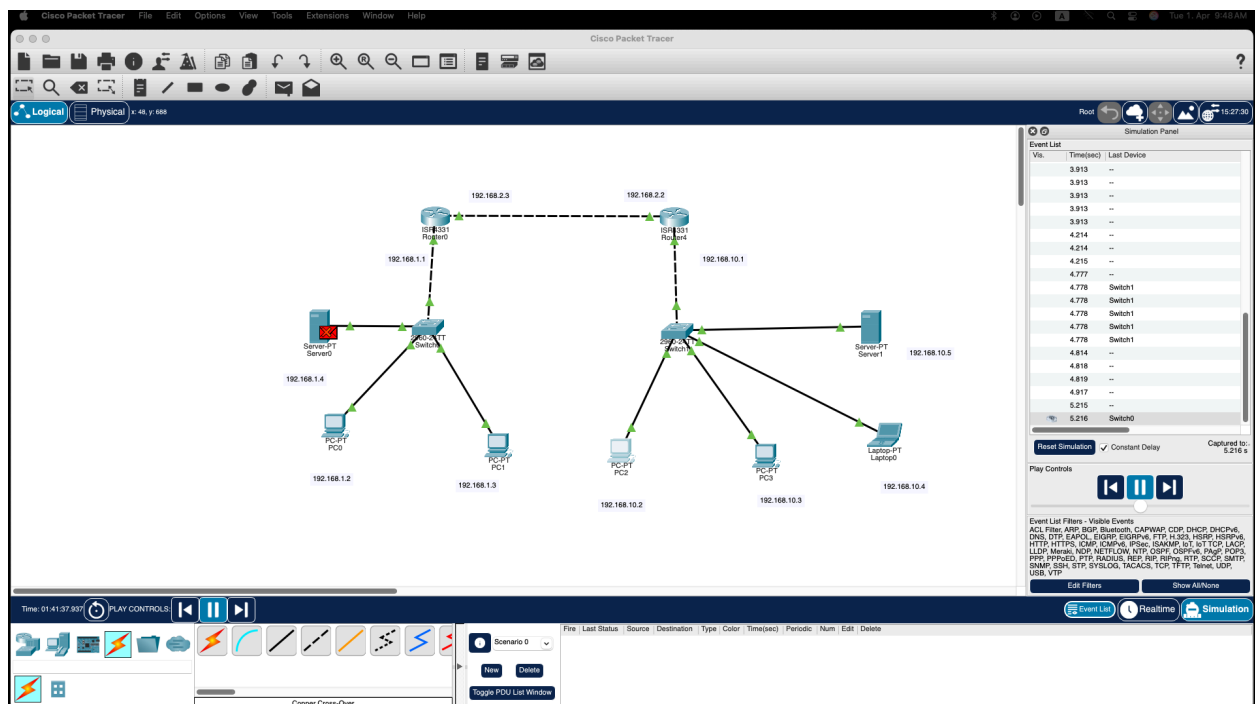 Cisco Packet Tracer File Edit Options View Tools Extensions Window Help
A
Tue 1. Apr 9:48 AM
Cisco Packet Tracer
?
Logical
Physical
x: 48, y: 688
Root
15:27:30
Simulation Panel
Event List
Vis. Time(sec) Last Device
3.913 --
3.913 --
3.913 --
3.913 --
3.913 --
4.214 --
4.214 --
4.215 --
4.777 --
4.778 Switch1
4.778 Switch1
4.778 Switch1
4.778 Switch1
4.778 Switch1
4.814 --
4.818 --
4.819 --
4.917 --
5.215 --
5.216 Switch0
Reset Simulation
Constant Delay
Captured to:
5.216 s
Play Controls
Event List Filters - Visible Events
ACL Filter, ARP, BGP, Bluetooth, CAPWAP, CDP, DHCP, DHCPv6,
DNS, DTP, EAPOL, EIGRP, EIGRPv6, FTP, H.323, HSRP, HSRPv6,
HTTP, HTTPS, ICMP, ICMPv6, IPSec, ISAKMP, IoT, IoT TCP, LACP,
LLDP, Meraki, NDP, NETFLOW, NTP, OSPF, OSPFv6, PAgP, POP3,
PPP, PPPoED, PTP, RADIUS, REP, RIP, RIPng, RTP, SCCP, SMTP,
SNMP, SSH, STP, SYSLOG, TACACS, TCP, TFTP, Telnet, UDP,
USB, VTP
Edit Filters
Show All/None
192.168.2.3
192.168.2.2
ISR4331
Router0
ISR4331
Router4
192.168.1.1
192.168.10.1
Server-PT
Server0
2960-24TT
Switch0
2960-24TT
Switch1
Server-PT
Server1
192.168.10.5
192.168.1.4
PC-PT
PC0
PC-PT
PC1
PC-PT
PC2
PC-PT
PC3
Laptop-PT
Laptop0
192.168.1.2
192.168.1.3
192.168.10.2
192.168.10.3
192.168.10.4
Time: 01:41:37.937
PLAY CONTROLS:
Event List
Realtime
Simulation
Scenario 0
New
Delete
Toggle PDU List Window
Fire Last Status Source Destination Type Color Time(sec) Periodic Num Edit Delete
Copper Cross-Over